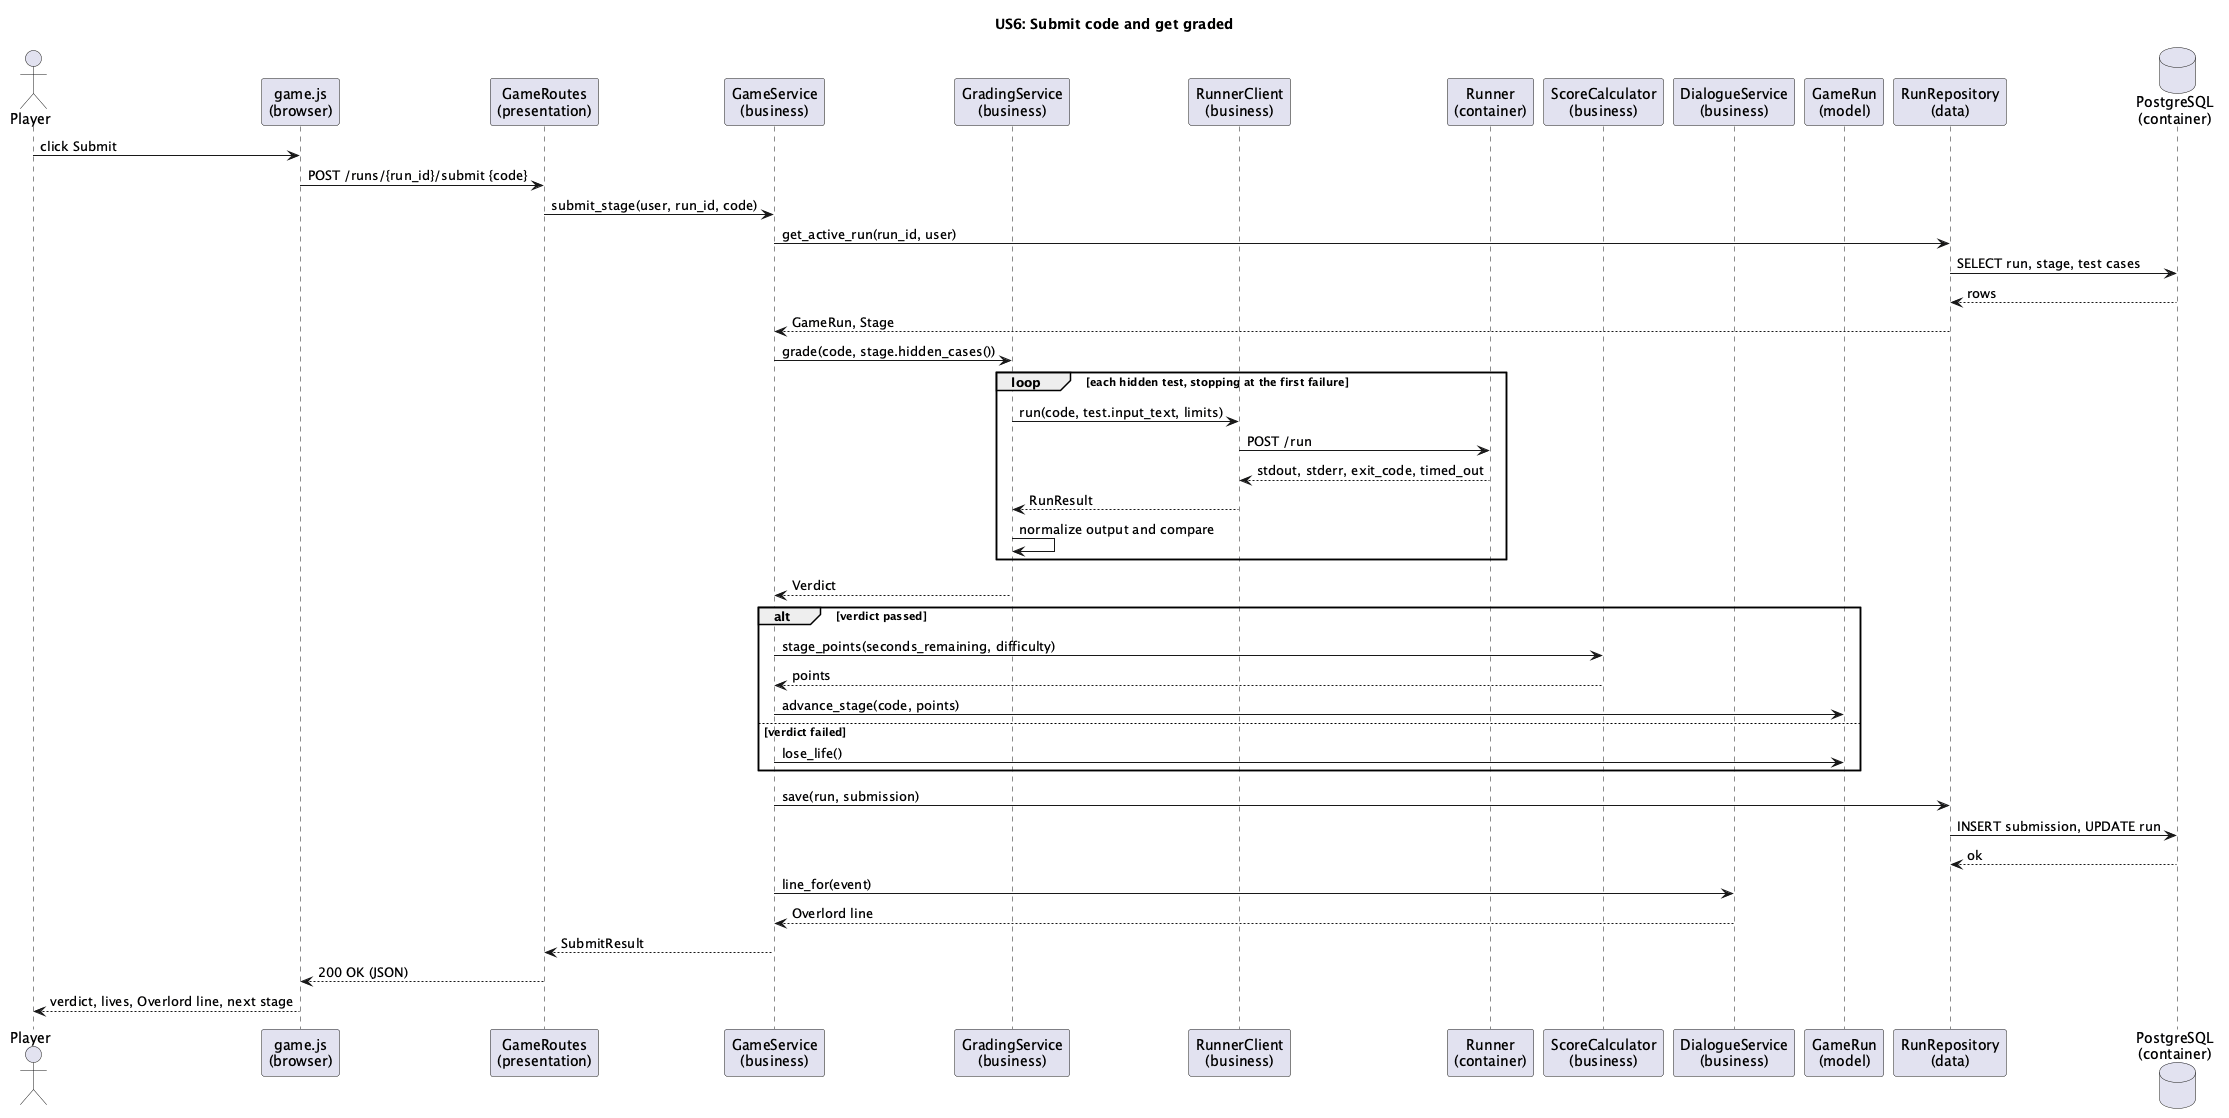 US6: Submit code and get graded
Player
game.js
(browser)
GameRoutes
(presentation)
GameService
(business)
GradingService
(business)
RunnerClient
(business)
Runner
(container)
ScoreCalculator
(business)
DialogueService
(business)
GameRun
(model)
RunRepository
(data)
PostgreSQL
(container)
click Submit
POST /runs/{run_id}/submit {code}
submit_stage(user, run_id, code)
get_active_run(run_id, user)
SELECT run, stage, test cases
rows
GameRun, Stage
grade(code, stage.hidden_cases())
loop [each hidden test, stopping at the first failure]
run(code, test.input_text, limits)
POST /run
stdout, stderr, exit_code, timed_out
RunResult
normalize output and compare
Verdict
alt [verdict passed]
stage_points(seconds_remaining, difficulty)
points
advance_stage(code, points)
[verdict failed]
lose_life()
save(run, submission)
INSERT submission, UPDATE run
ok
line_for(event)
Overlord line
SubmitResult
200 OK (JSON)
verdict, lives, Overlord line, next stage
Player
game.js
(browser)
GameRoutes
(presentation)
GameService
(business)
GradingService
(business)
RunnerClient
(business)
Runner
(container)
ScoreCalculator
(business)
DialogueService
(business)
GameRun
(model)
RunRepository
(data)
PostgreSQL
(container)